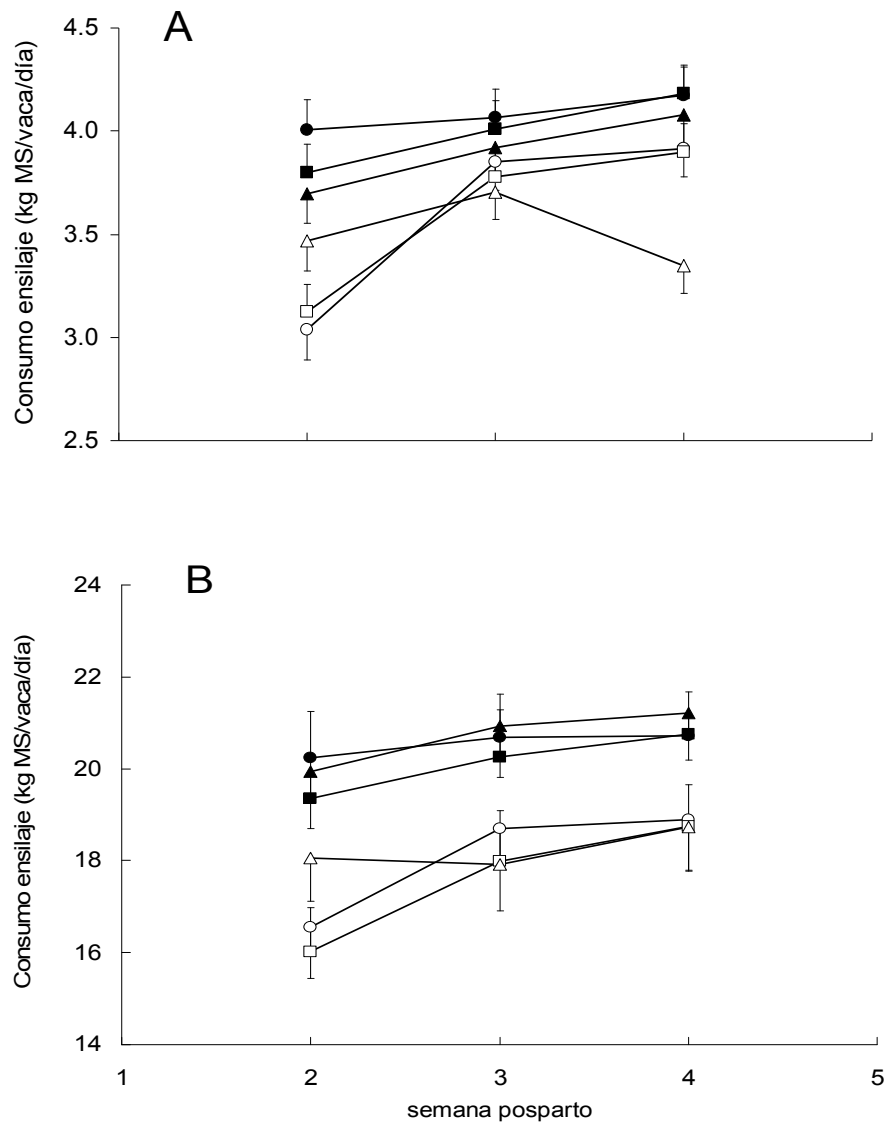 A
Consumo ensilaje (kg MS/vaca/día)
4.5
4.0
3.5
3.0
2.5
B
Consumo ensilaje (kg MS/vaca/día)
24
22
20
18
16
14
1 2 3 4 5
semana posparto